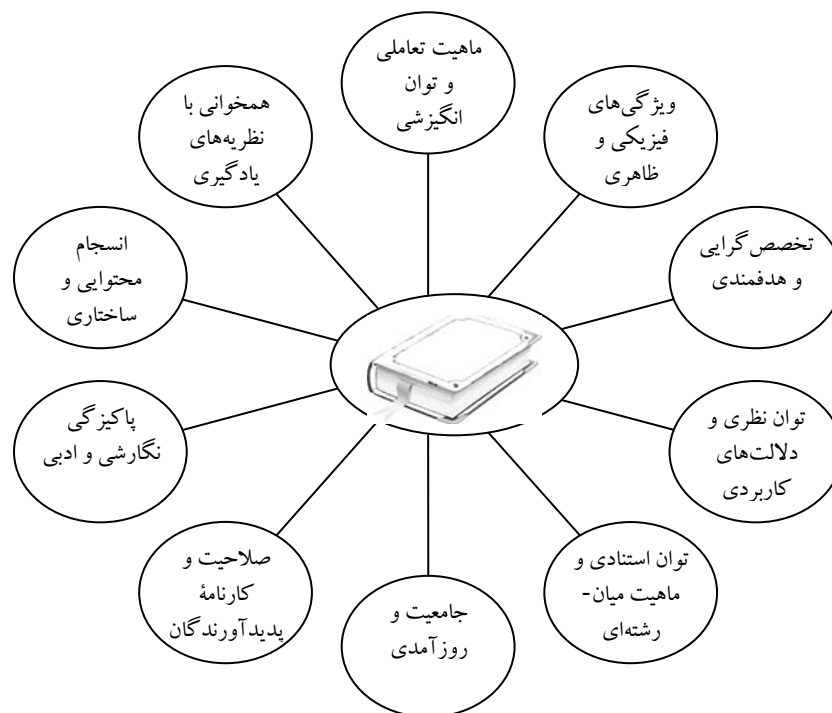 ماهیت تعاملی
و توان
انگیزشی
ویژگی‌های
فیزیکی و
ظاهری
تخصص‌گرایی
و هدفمندی
توان نظری و
دلالت‌های
کاربردی
توان استنادی و
ماهیت میان-
رشته‌ای
جامعیت و
روزآمدی
صلاحیت و
کارنامۀ
پدیدآورندگان
پاکیزگی
نگارشی و ادبی
انسجام
محتوایی و
ساختاری
همخوانی با
نظریه‌های
یادگیری